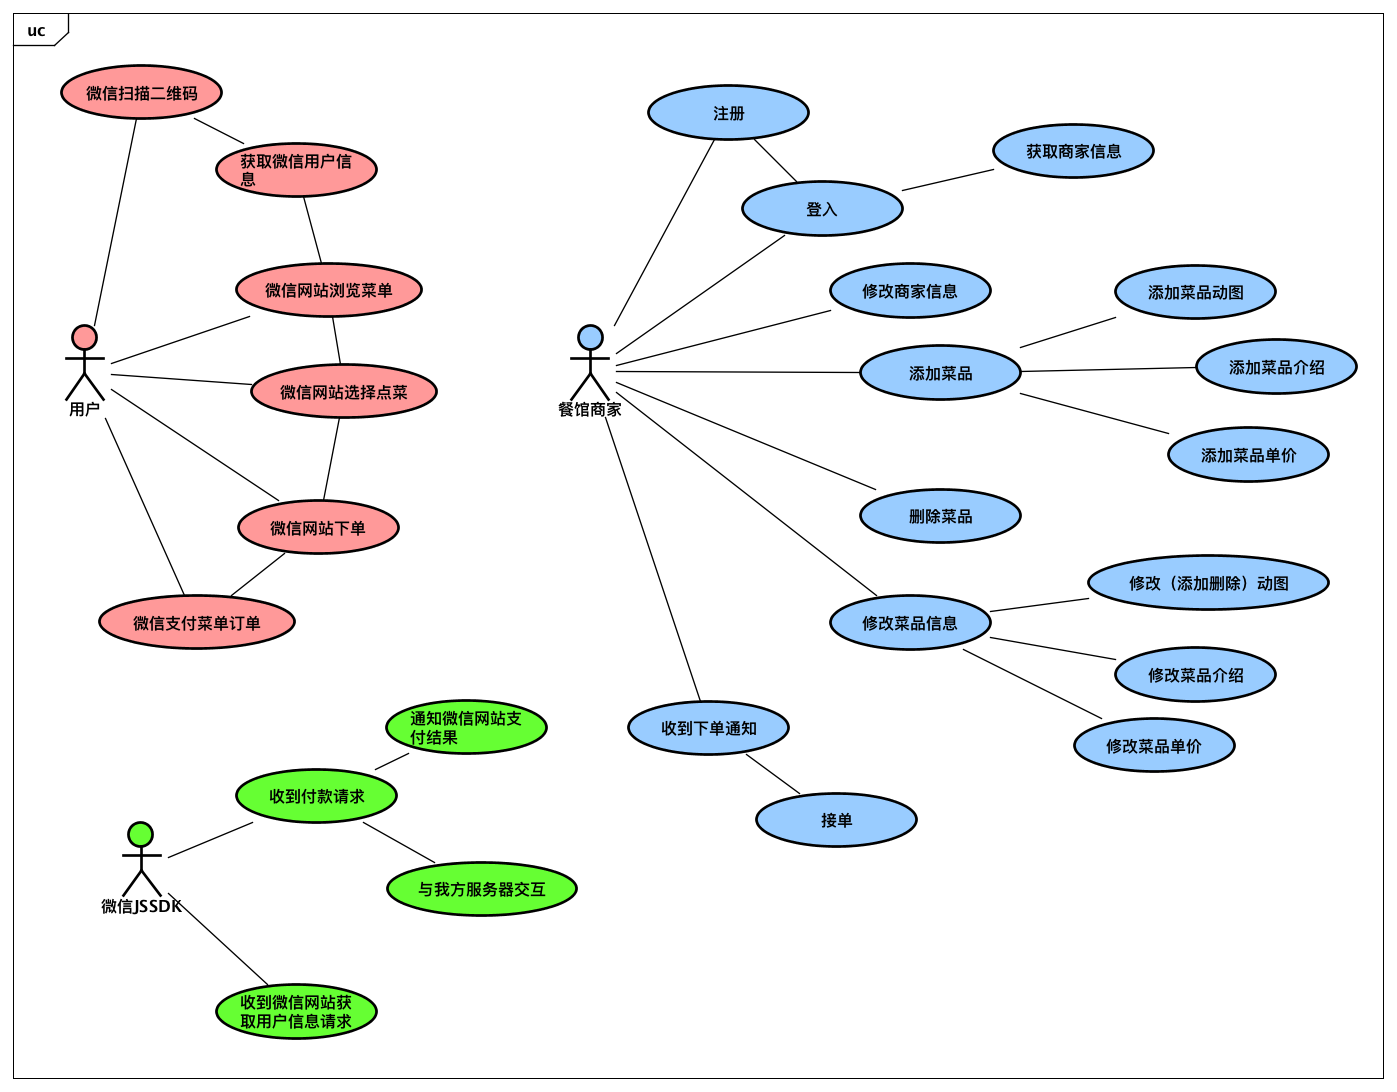 uc
微信扫描二维码
获取微信用户信
息
微信网站浏览菜单
微信网站选择点菜
用户
微信网站下单
微信支付菜单订单
注册
获取商家信息
登入
修改商家信息
添加菜品动图
添加菜品
添加菜品介绍
餐馆商家
添加菜品单价
删除菜品
修改（添加删除）动图
修改菜品信息
修改菜品介绍
修改菜品单价
收到下单通知
接单
通知微信网站支
付结果
收到付款请求
与我方服务器交互
微信JSSDK
收到微信网站获
取用户信息请求